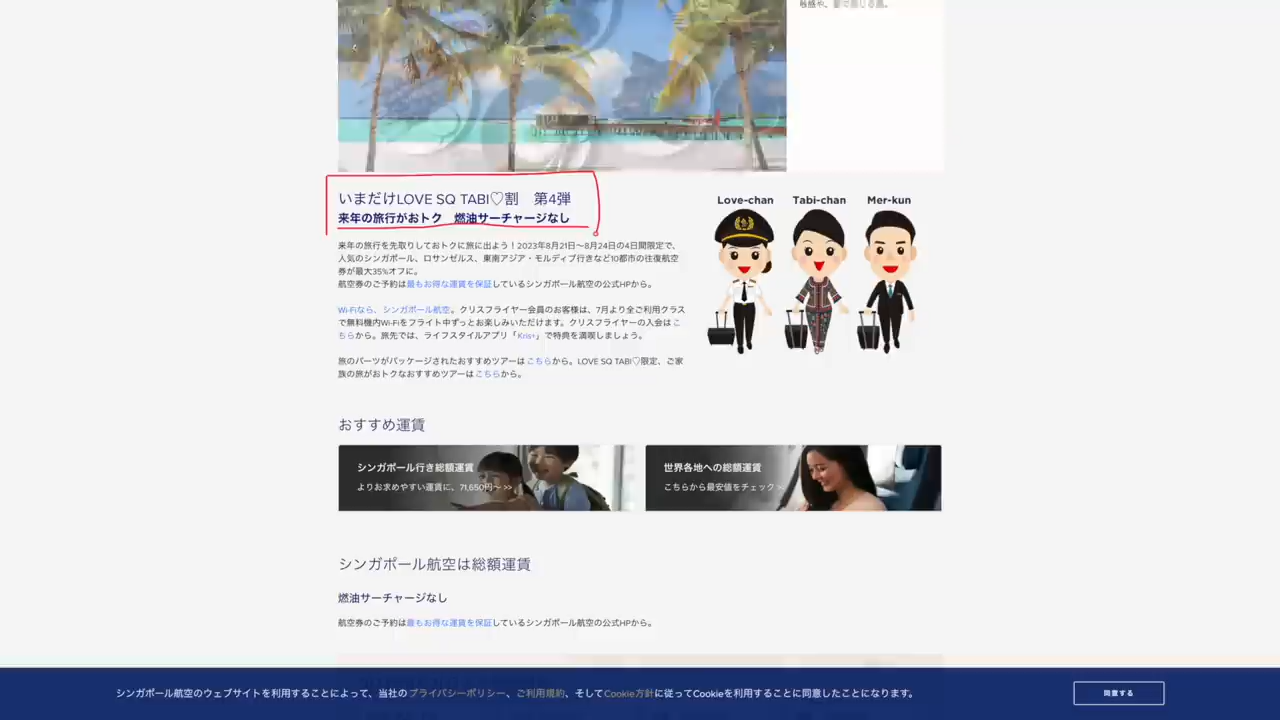 いまだけLOVE SQ TABI♡割　第4弾
来年の旅行がおトク　燃油サーチャージなし
来年の旅行を先取りしておトクに旅に出よう！2023年8月21日～8月24日の4日間限定で、
人気のシンガポール、ロサンゼルス、東南アジア・モルディブ行きなど10都市の往復航空
券が最大35%オフに。
航空券のご予約は最もお得な運賃を保証しているシンガポール航空の公式HPから。
Wi-Fiなら、シンガポール航空。クリスフライヤー会員のお客様は、7月より全ご利用クラス
で無料機内Wi-Fiをフライト中ずっとお楽しみいただけます。クリスフライヤーの入会はこ
ちらから。旅先では、ライフスタイルアプリ「Kris+」で特典を満喫しましょう。
旅のパーツがパッケージされたおすすめツアーはこちらから。LOVE SQ TABI♡限定、ご家
族の旅がおトクなおすすめツアーはこちらから。
Love-chan Tabi-chan Mer-kun
おすすめ運賃
シンガポール行き総額運賃
よりお求めやすい運賃に、71,650円～ >>
世界各地への総額運賃
こちらから最安値をチェック
シンガポール航空は総額運賃
燃油サーチャージなし
航空券のご予約は最もお得な運賃を保証しているシンガポール航空の公式HPから。
シンガポール航空のウェブサイトを利用することによって、当社のプライバシーポリシー、ご利用規約、そしてCookie方針に従ってCookieを利用することに同意したことになります。
同意する